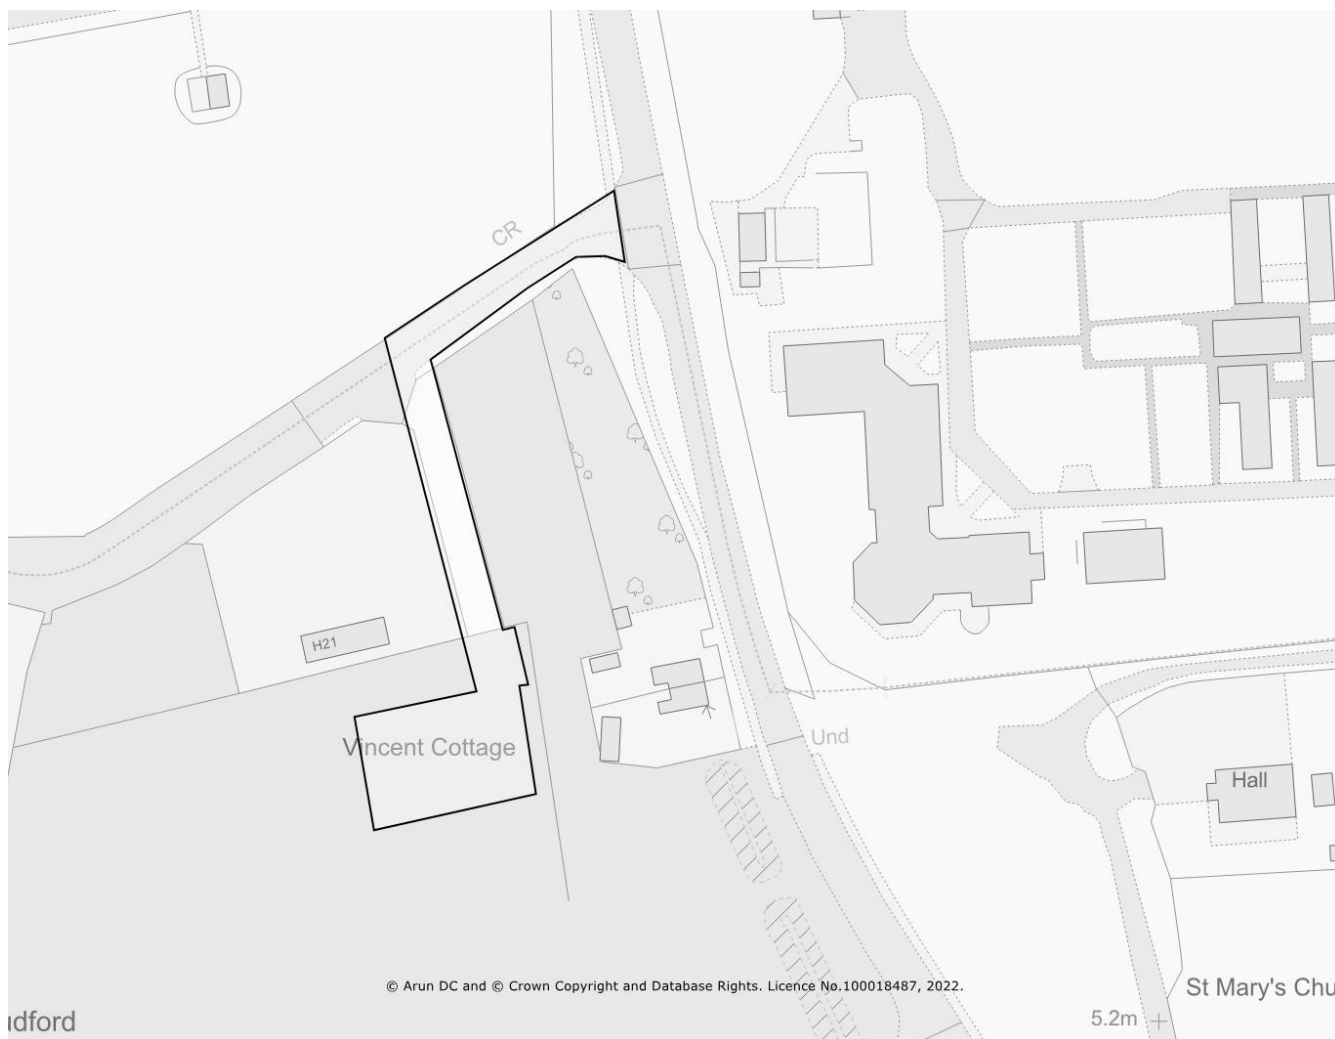 CR
H21
Vincent Cottage
Und
Hall
© Arun DC and © Crown Copyright and Database Rights. Licence No.100018487, 2022.
St Mary's Chu
udford
5.2m